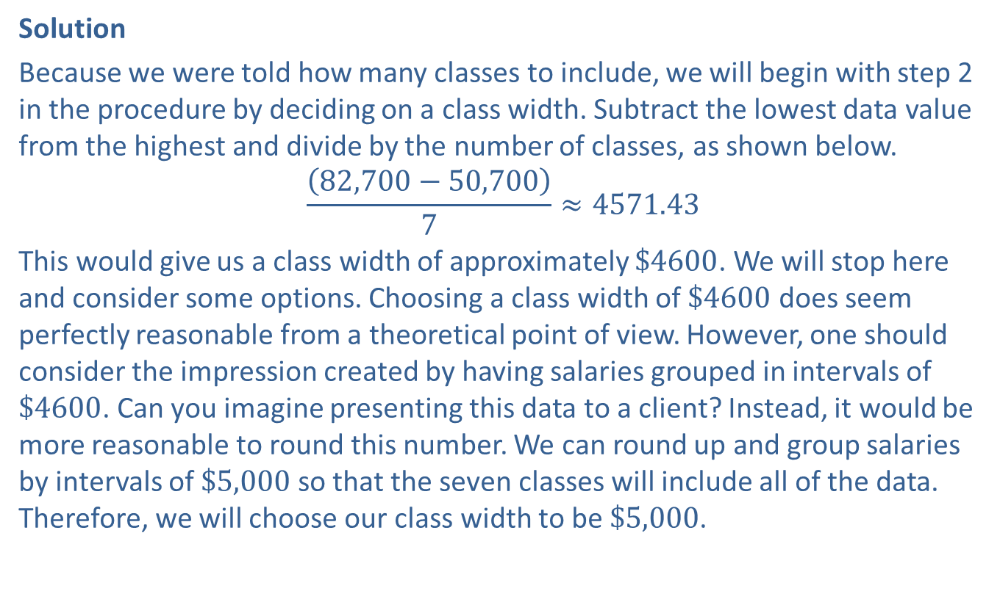 Solution
Because we were told how many classes to include, we will begin with step 2
in the procedure by deciding on a class width. Subtract the lowest data value
from the highest and divide by the number of classes, as shown below.
(82,700 − 50,700)
7
≈ 4571.43
This would give us a class width of approximately $4600. We will stop here
and consider some options. Choosing a class width of $4600 does seem
perfectly reasonable from a theoretical point of view. However, one should
consider the impression created by having salaries grouped in intervals of
$4600. Can you imagine presenting this data to a client? Instead, it would be
more reasonable to round this number. We can round up and group salaries
by intervals of $5,000 so that the seven classes will include all of the data.
Therefore, we will choose our class width to be $5,000.